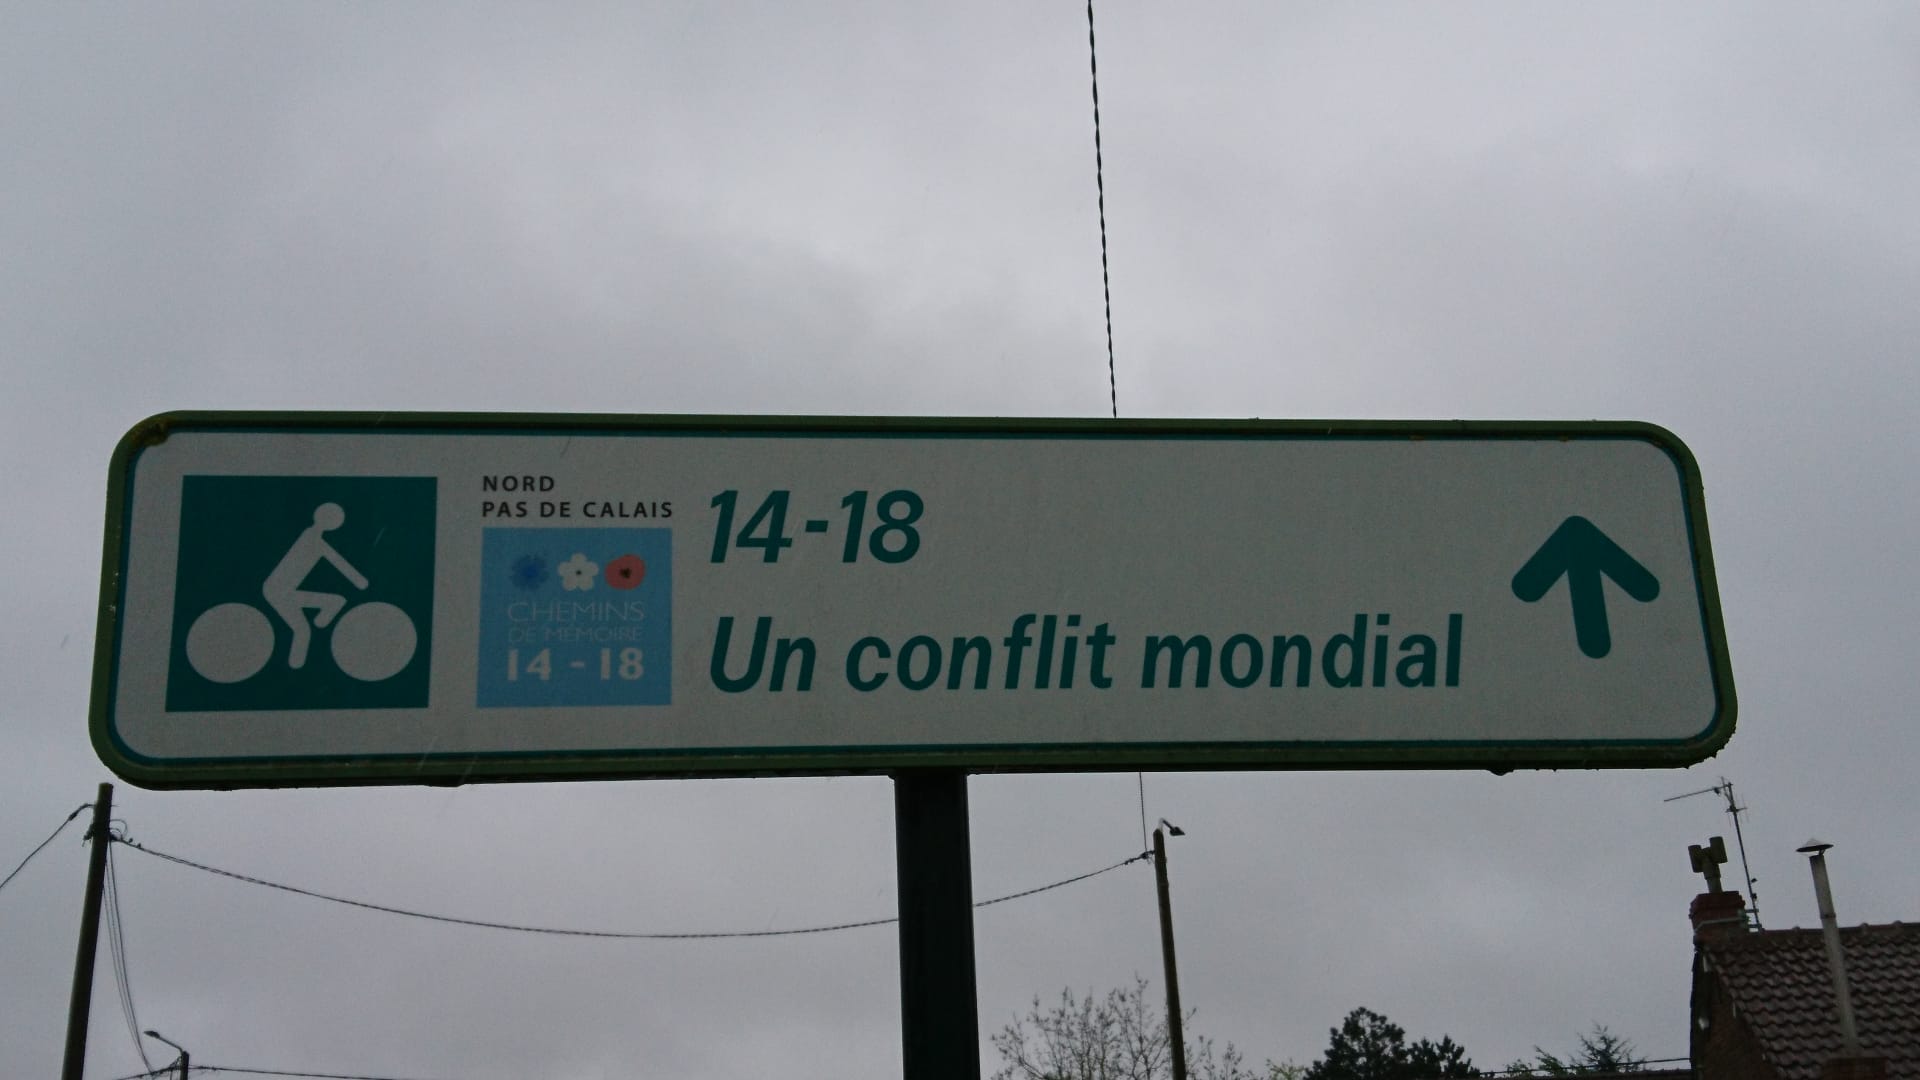 NORD
PAS DE CALAIS
CHEMINS
DE MÉMOIRE
14 - 18
14-18
Un conflit mondial